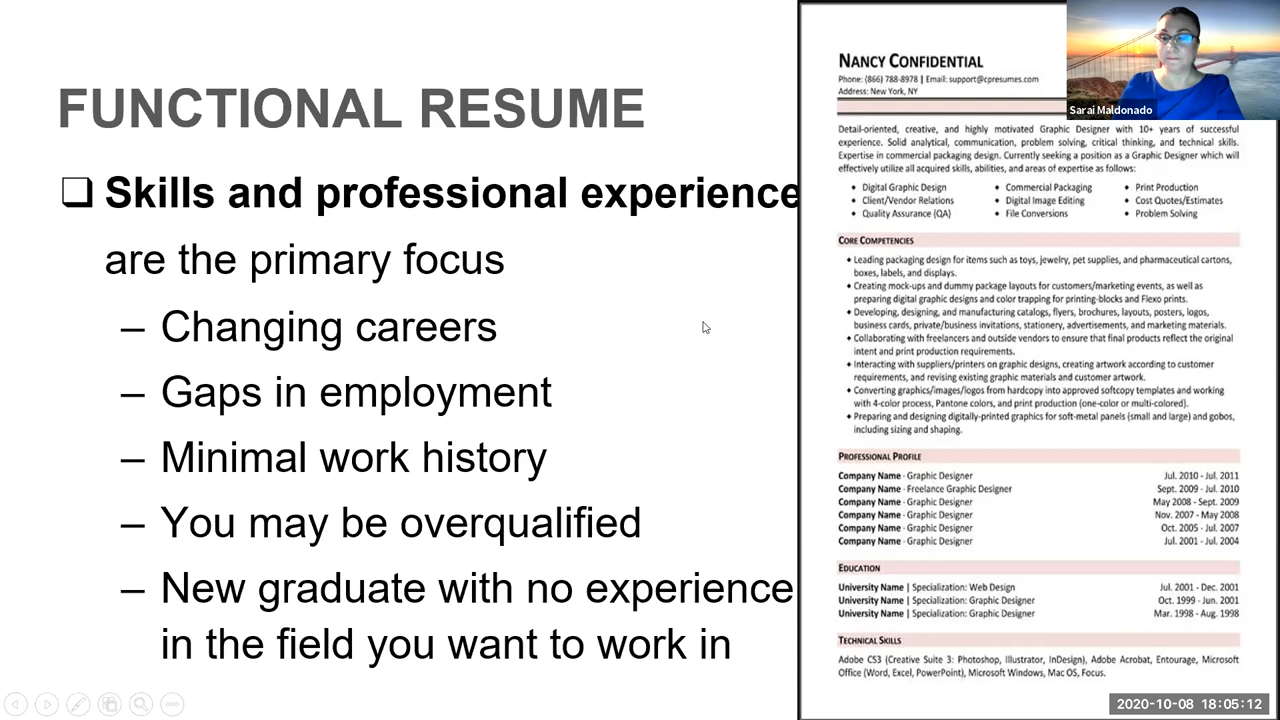 FUNCTIONAL RESUME
❑ Skills and professional experience
are the primary focus
– Changing careers
– Gaps in employment
– Minimal work history
– You may be overqualified
– New graduate with no experience
in the field you want to work in
NANCY CONFIDENTIAL
Phone: (866) 788-8978 | Email: support@cpresumes.com
Address: New York, NY
Detail-oriented, creative, and highly motivated Graphic Designer with 10+ years of successful
experience. Solid analytical, communication, problem solving, critical thinking, and technical skills.
Expertise in commercial packaging design. Currently seeking a position as a Graphic Designer which will
effectively utilize all acquired skills, abilities, and areas of expertise as follows:
♦ Digital Graphic Design ♦ Commercial Packaging ♦ Print Production
♦ Client/Vendor Relations ♦ Digital Image Editing ♦ Cost Quotes/Estimates
♦ Quality Assurance (QA) ♦ File Conversions ♦ Problem Solving
CORE COMPETENCIES
♦ Leading packaging design for items such as toys, jewelry, pet supplies, and pharmaceutical cartons,
boxes, labels, and displays.
♦ Creating mock-ups and dummy package layouts for customers/marketing events, as well as
preparing digital graphic designs and color trapping for printing-blocks and Flexo prints.
♦ Developing, designing, and manufacturing catalogs, flyers, brochures, layouts, posters, logos,
business cards, private/business invitations, stationery, advertisements, and marketing materials.
♦ Collaborating with freelancers and outside vendors to ensure that final products reflect the original
intent and print production requirements.
♦ Interacting with suppliers/printers on graphic designs, creating artwork according to customer
requirements, and revising existing graphic materials and customer artwork.
♦ Converting graphics/images/logos from hardcopy into approved softcopy templates and working
with 4-color process, Pantone colors, and print production (one-color or multi-colored).
♦ Preparing and designing digitally-printed graphics for soft-metal panels (small and large) and gobos,
including sizing and shaping.
PROFESSIONAL PROFILE
Company Name - Graphic Designer Jul. 2010 - Jul. 2011
Company Name - Freelance Graphic Designer Sept. 2009 - Jul. 2010
Company Name - Graphic Designer May 2008 - Sept. 2009
Company Name - Graphic Designer Nov. 2007 - May 2008
Company Name - Graphic Designer Oct. 2005 - Jul. 2007
Company Name - Graphic Designer Jul. 2001 - Jul. 2004
EDUCATION
University Name | Specialization: Web Design Jul. 2001 - Dec. 2001
University Name | Specialization: Graphic Designer Oct. 1999 - Jun. 2001
University Name | Specialization: Graphic Designer Mar. 1998 - Aug. 1998
TECHNICAL SKILLS
Adobe CS3 (Creative Suite 3: Photoshop, Illustrator, InDesign), Adobe Acrobat, Entourage, Microsoft
Office (Word, Excel, PowerPoint), Microsoft Windows, Mac OS, Focus.
Sarai Maldonado
2020-10-08 18:05:12